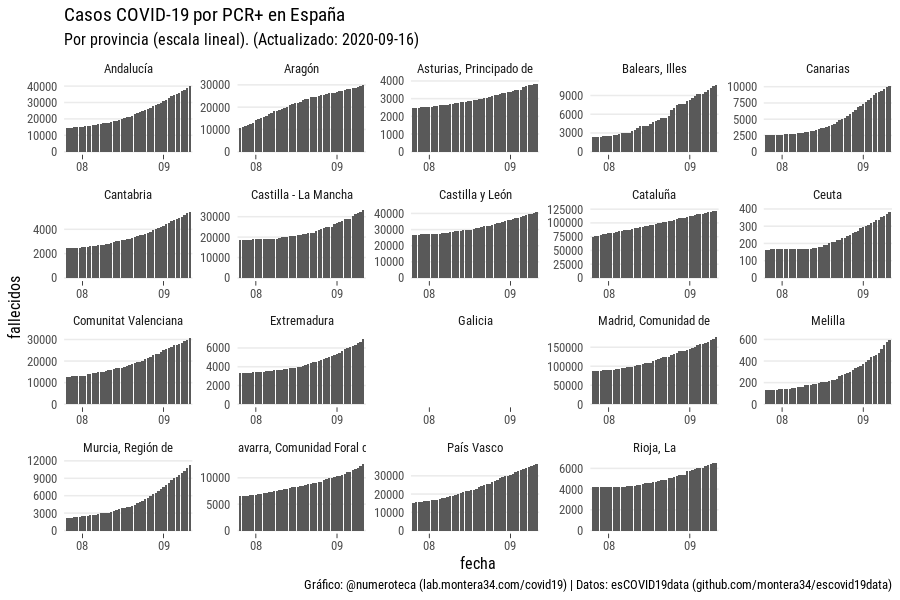 Casos COVID-19 por PCR+ en España
Por provincia (escala lineal). (Actualizado: 2020-09-16)
Andalucía Aragón Asturias, Principado de Balears, Illes Canarias
40000 30000 20000 10000 0 30000 20000 10000 0 4000 3000 2000 1000 0 9000 6000 3000 0 10000 7500 5000 2500 0
08 09 08 09 08 09 08 09 08 09
Cantabria Castilla - La Mancha Castilla y León Cataluña Ceuta
4000 2000 0 30000 20000 10000 0 40000 30000 20000 10000 0 125000 100000 75000 50000 25000 0 400 300 200 100 0
08 09 08 09 08 09 08 09 08 09
fallecidos
Comunitat Valenciana Extremadura Galicia Madrid, Comunidad de Melilla
30000 20000 10000 0 6000 4000 2000 0 150000 100000 50000 0 600 400 200 0
08 09 08 09 08 09 08 09 08 09
Murcia, Región de avarra, Comunidad Foral d País Vasco Rioja, La
12000 9000 6000 3000 0 10000 5000 0 30000 20000 10000 0 6000 4000 2000 0
08 09 08 09 08 09 08 09
fecha
Gráfico: @numeroteca (lab.montera34.com/covid19) | Datos: esCOVID19data (github.com/montera34/escovid19data)